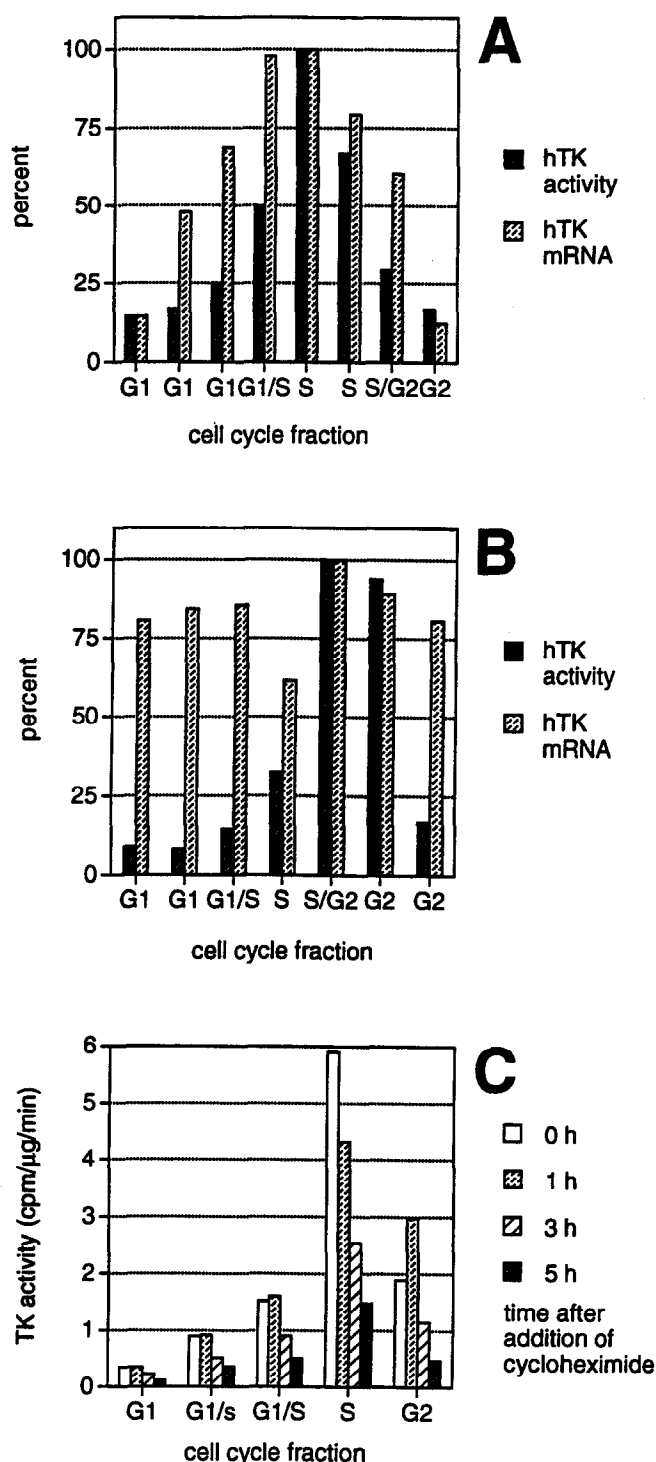 A
100
75
50
25
0
percent
G1 G1 G1 G1/S S S S/G2 G2
cell cycle fraction
hTK
activity
hTK
mRNA
B
100
75
50
25
0
percent
G1 G1 G1/S S S/G2 G2 G2
cell cycle fraction
hTK
activity
hTK
mRNA
C
6
5
4
3
2
1
0
TK activity (cpm/μg/min)
G1 G1/s G1/S S G2
cell cycle fraction
0 h
1 h
3 h
5 h
time after
addition of
cycloheximide